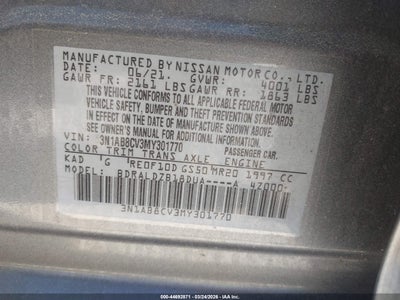 MANUFACTURED BY NISSAN MOTOR CO., LTD.
06/21. GVWR: 4001 LBS
GAWR FR: 2161 LBS GAWR RR: 1863 LBS
THIS VEHICLE CONFORMS TO ALL APPLICABLE FEDERAL MOTOR
VEHICLE SAFETY, BUMPER, AND THEFT PREVENTION STANDARDS
IN EFFECT ON THE DATE OF MANUFACTURE SHOWN ABOVE.
SEE OWNER'S MANUAL FOR ADDITIONAL INFORMATION.
VIN: 3N1AB8CV3MY301770 PASSENGER CAR.
COLOR TRIM TRANS AXLE ENGINE
KAD G RE0F10D GS50 MR20 1997 CC
MODEL: BDRALDZB18DUA----A 47000-
3N1AB8CV3MY301770
000-44692871 - 03/24/2026 - IAA